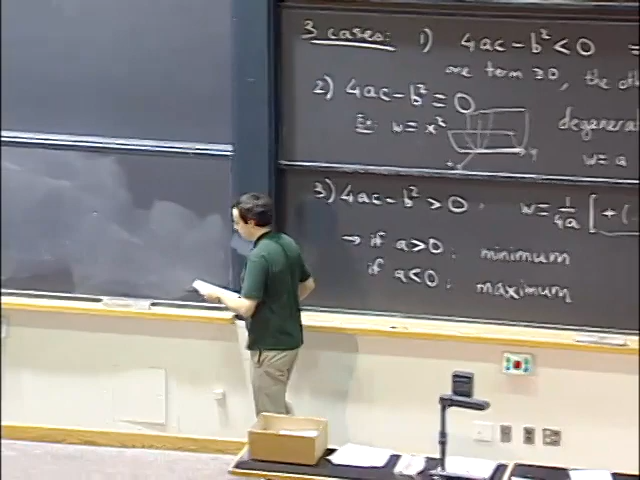 3 cases: 1) 4ac-b²<0 =
one term ≥0, the oth
2) 4ac-b²=0
Ex: w=x²
y
degenera
w= a
3) 4ac-b²>0. w= 1/4a [+(
→ if a>0: minimum
if a<0: maximum